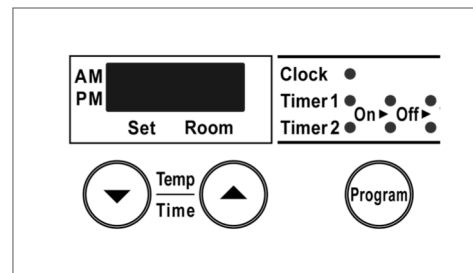 AM
PM
Set Room
Clock
Timer 1
On ► Off ►
Timer 2
Temp
Time
Program